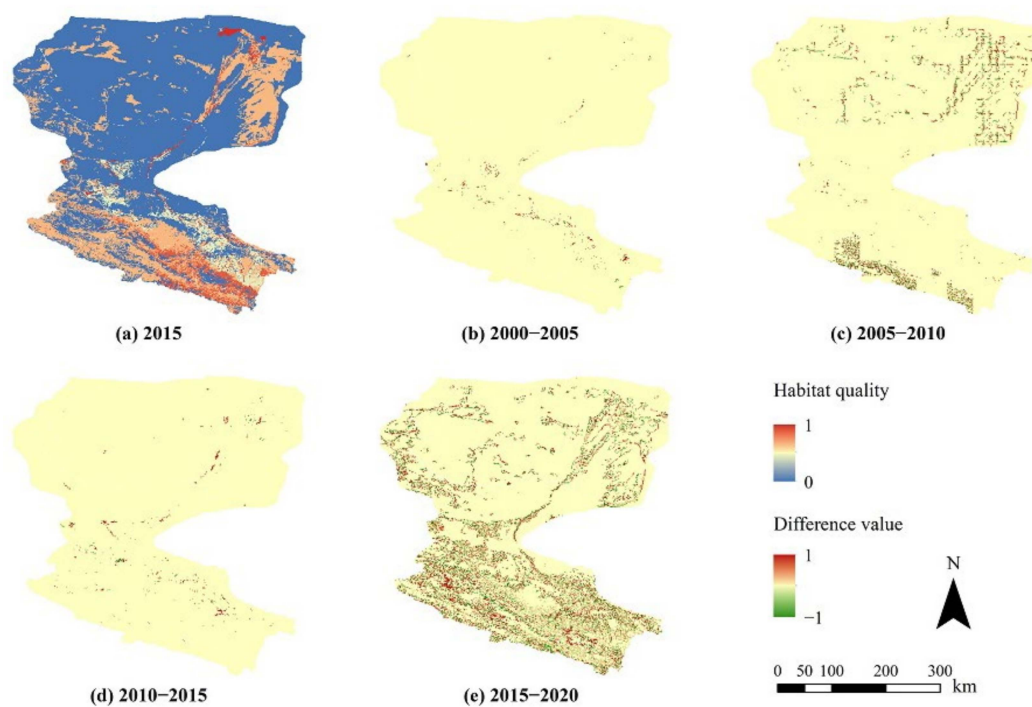 (a) 2015
(b) 2000−2005
(c) 2005−2010
Habitat quality
1
0
Difference value
1
−1
N
0 50 100 200 300
km
(d) 2010−2015
(e) 2015−2020